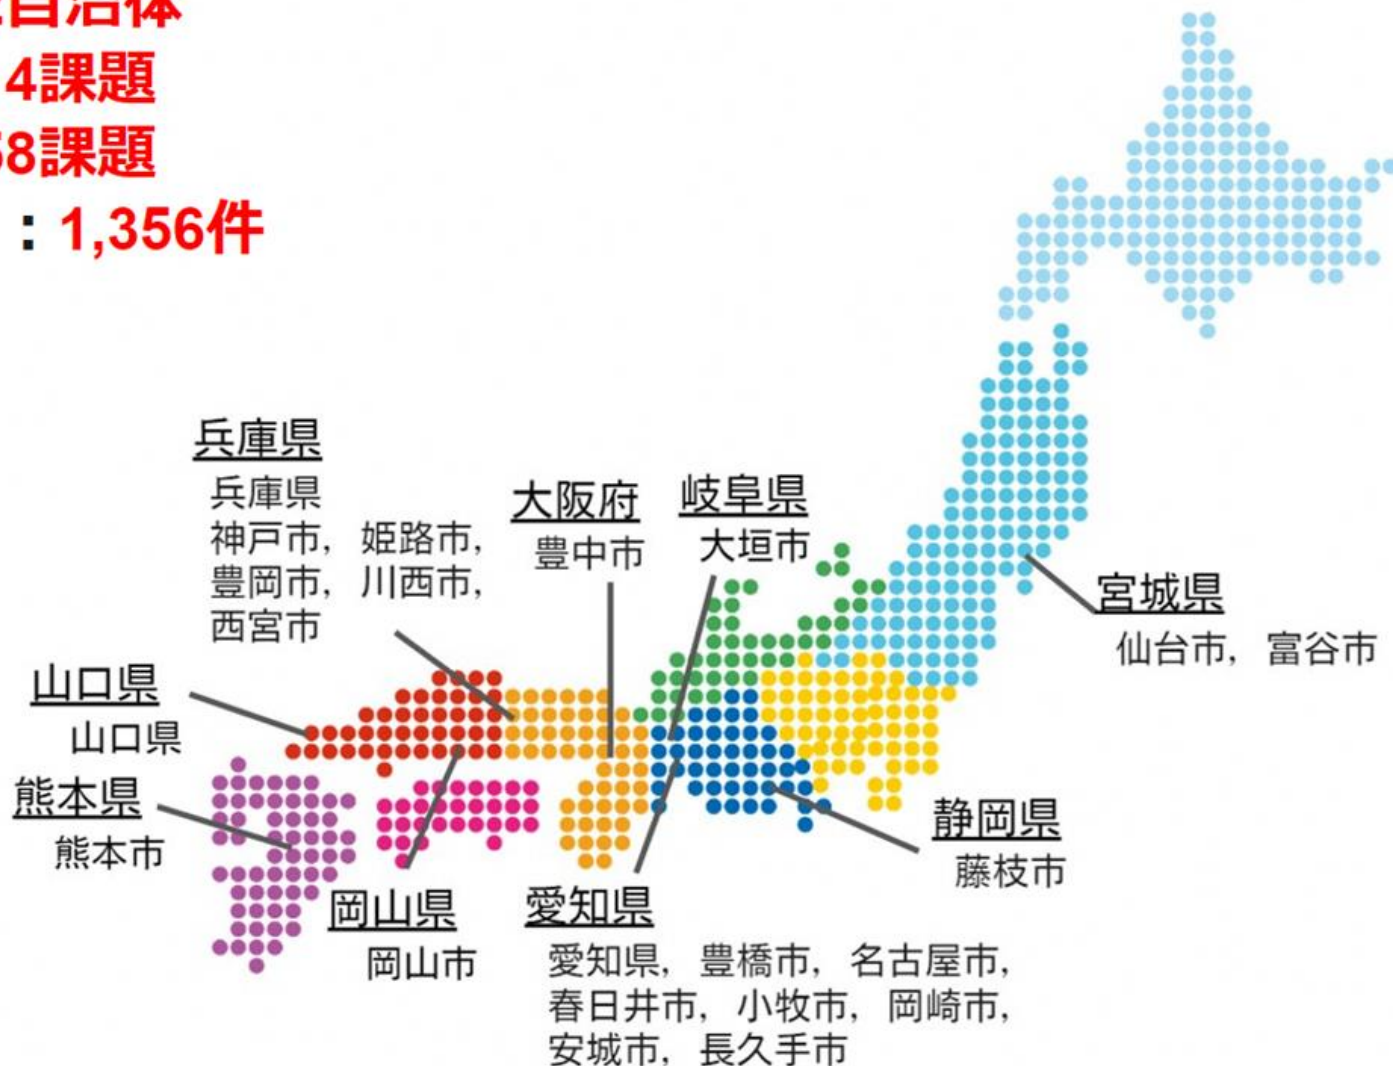 自治体
4課題
58課題
：1,356件
兵庫県
兵庫県
神戸市，姫路市，
豊岡市，川西市，
西宮市
大阪府
豊中市
岐阜県
大垣市
宮城県
仙台市，富谷市
山口県
山口県
熊本県
熊本市
岡山県
岡山市
愛知県
愛知県，豊橋市，名古屋市，
春日井市，小牧市，岡崎市，
安城市，長久手市
静岡県
藤枝市